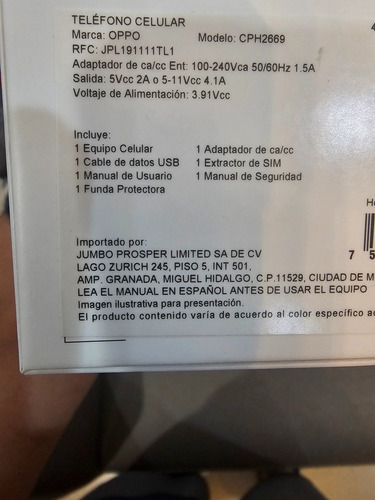 TELÉFONO CELULAR
Marca: OPPO Modelo: CPH2669
RFC: JPL191111TL1
Adaptador de ca/cc Ent: 100-240Vca 50/60Hz 1.5A
Salida: 5Vcc 2A o 5-11Vcc 4.1A
Voltaje de Alimentación: 3.91Vcc
Incluye:
1 Equipo Celular 1 Adaptador de ca/cc
1 Cable de datos USB 1 Extractor de SIM
1 Manual de Usuario 1 Manual de Seguridad
1 Funda Protectora
Importado por:
JUMBO PROSPER LIMITED SA DE CV
LAGO ZURICH 245, PISO 5, INT 501,
AMP. GRANADA, MIGUEL HIDALGO, C.P.11529, CIUDAD DE M
LEA EL MANUAL EN ESPAÑOL ANTES DE USAR EL EQUIPO
Imagen ilustrativa para presentación.
El producto contenido varía de acuerdo al color específico
7 5